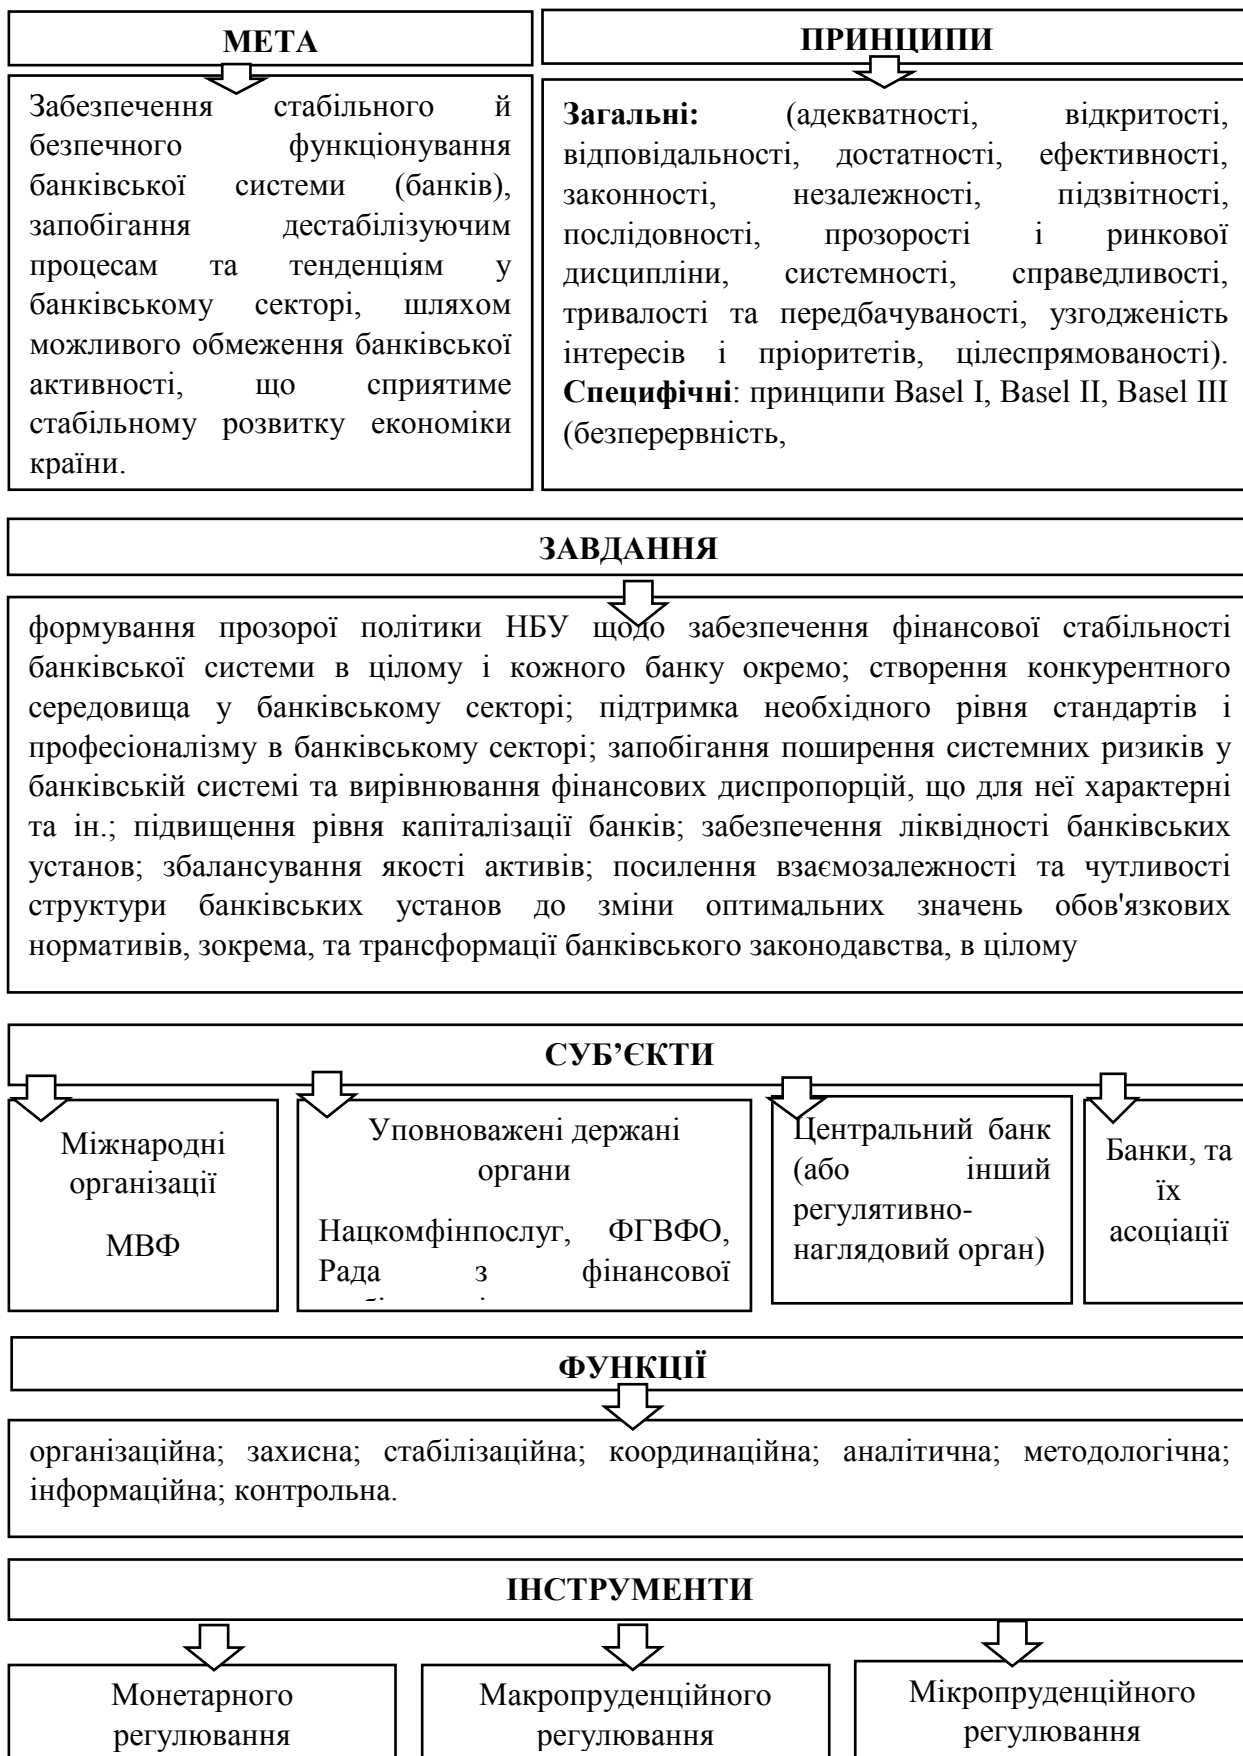 МЕТА
Забезпечення стабільного й
безпечного функціонування
банківської системи (банків),
запобігання дестабілізуючим
процесам та тенденціям у
банківському секторі, шляхом
можливого обмеження банківської
активності, що сприятиме
стабільному розвитку економіки
країни.
ПРИНЦИПИ
Загальні: (адекватності, відкритості,
відповідальності, достатності, ефективності,
законності, незалежності, підзвітності,
послідовності, прозорості і ринкової
дисципліни, системності, справедливості,
тривалості та передбачуваності, узгодженість
інтересів і пріоритетів, цілеспрямованості).
Специфічні: принципи Basel I, Basel II, Basel III
(безперервність,
ЗАВДАННЯ
формування прозорої політики НБУ щодо забезпечення фінансової стабільності
банківської системи в цілому і кожного банку окремо; створення конкурентного
середовища у банківському секторі; підтримка необхідного рівня стандартів і
професіоналізму в банківському секторі; запобігання поширення системних ризиків у
банківській системі та вирівнювання фінансових диспропорцій, що для неї характерні
та ін.; підвищення рівня капіталізації банків; забезпечення ліквідності банківських
установ; збалансування якості активів; посилення взаємозалежності та чутливості
структури банківських установ до зміни оптимальних значень обов'язкових
нормативів, зокрема, та трансформації банківського законодавства, в цілому
СУБ’ЄКТИ
Міжнародні
організації
МВФ
Уповноважені держані
органи
Нацкомфінпослуг, ФГВФО,
Рада з фінансової
Центральний банк
(або інший
регулятивно-
наглядовий орган)
Банки, та
їх
асоціації
ФУНКЦІЇ
організаційна; захисна; стабілізаційна; координаційна; аналітична; методологічна;
інформаційна; контрольна.
ІНСТРУМЕНТИ
Монетарного
регулювання
Макропруденційного
регулювання
Мікропруденційного
регулювання